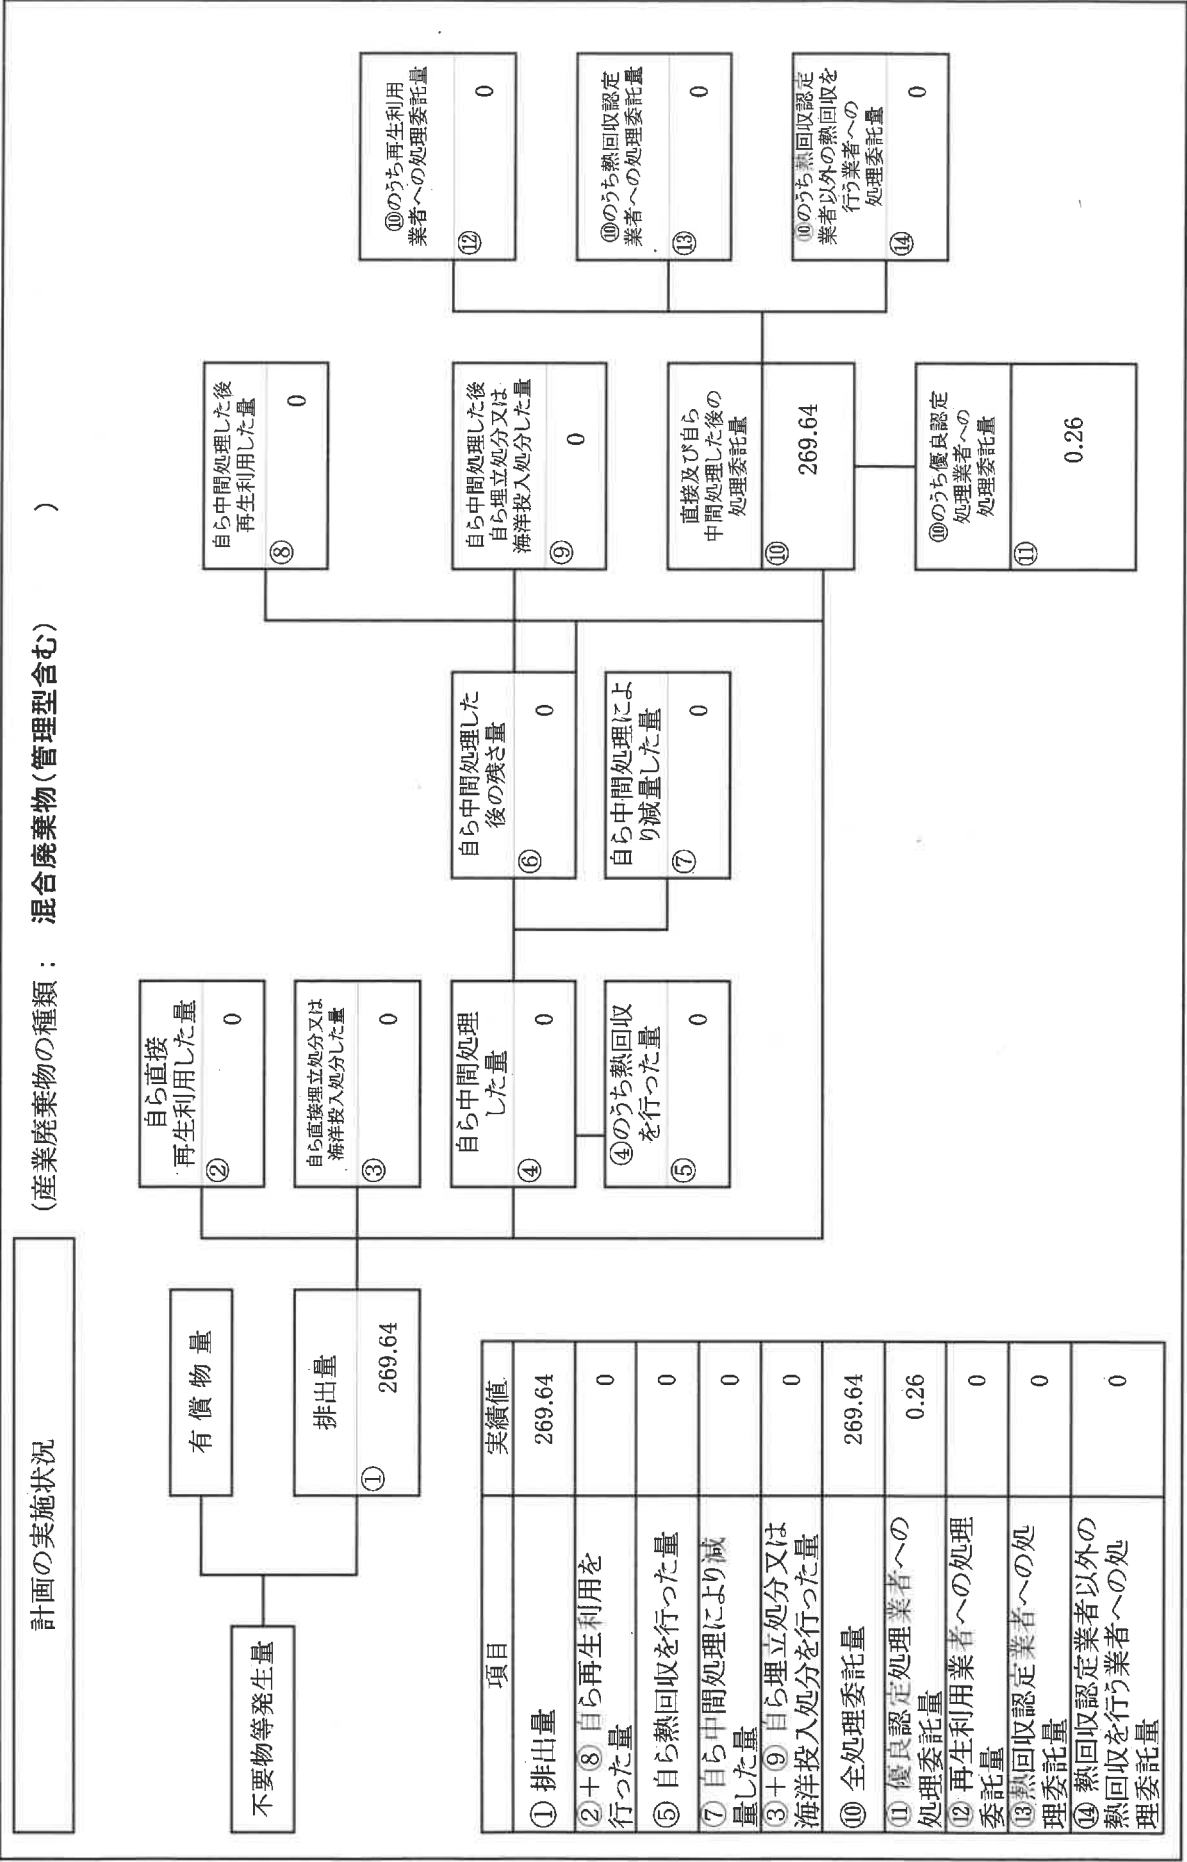 計画の実施状況
(産業廃棄物の種類： 混合廃棄物(管理型含む) )
不要物等発生量
有償物量
排出量
① 269.64
自ら直接
再生利用した量
② 0
自ら直接埋立処分又は
海洋投入処分した量
③ 0
自ら中間処理
した量
④ 0
④のうち熱回収
を行った量
⑤ 0
自ら中間処理した
後の残さ量
⑥ 0
自ら中間処理によ
り減量した量
⑦ 0
自ら中間処理した後
再生利用した量
⑧ 0
自ら中間処理した後
自ら埋立処分又は
海洋投入処分した量
⑨ 0
直接及び自ら
中間処理した後の
処理委託量
⑩ 269.64
⑩のうち優良認定
処理業者への
処理委託量
⑪ 0.26
⑩のうち再生利用
業者への処理委託量
⑫ 0
⑩のうち熱回収認定
業者への処理委託量
⑬ 0
⑩のうち熱回収認定
業者以外の熱回収を
行う業者への
処理委託量
⑭ 0
項目 実績値
① 排出量 269.64
②＋⑧ 自ら再生利用を
行った量 0
⑤ 自ら熱回収を行った量 0
⑦ 自ら中間処理により減
量した量 0
③＋⑨ 自ら埋立処分又は
海洋投入処分を行った量 0
⑩ 全処理委託量 269.64
⑪ 優良認定処理業者への
処理委託量 0.26
⑫ 再生利用業者への処理
委託量 0
⑬熱回収認定業者への処
理委託量 0
⑭ 熱回収認定業者以外の
熱回収を行う業者への処
理委託量 0